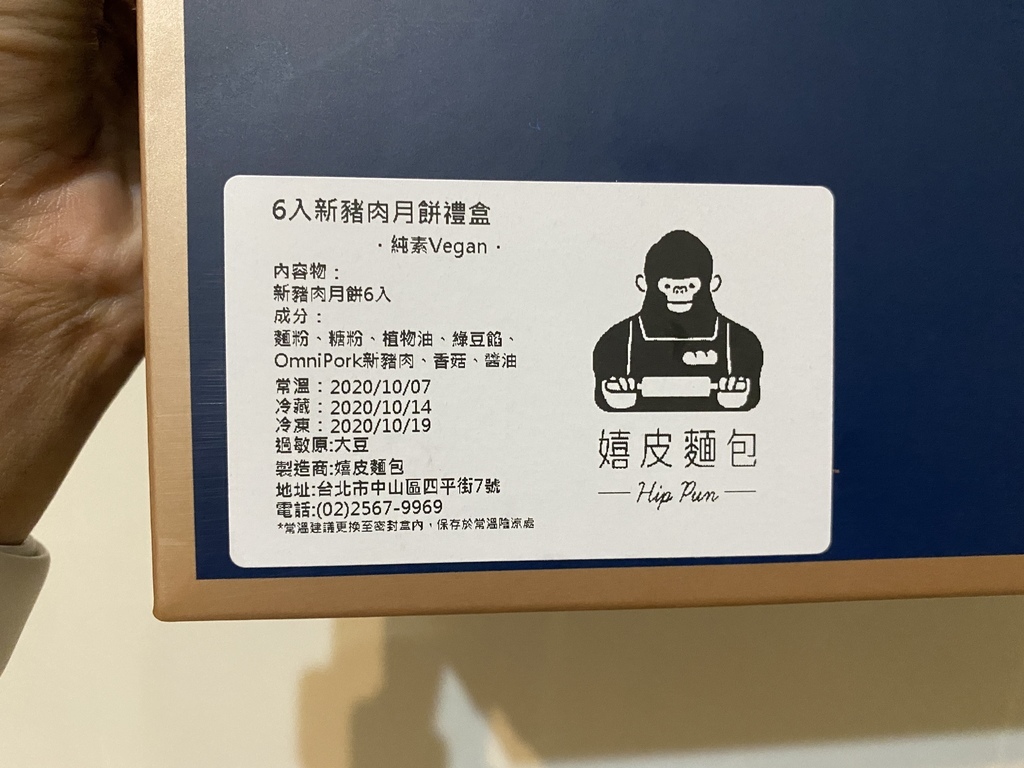 6入新豬肉月餅禮盒
·純素Vegan·
內容物：
新豬肉月餅6入
成分：
麵粉、糖粉、植物油、綠豆餡、
OmniPork新豬肉、香菇、醬油
常溫：2020/10/07
冷藏：2020/10/14
冷凍：2020/10/19
過敏原:大豆
製造商:嬉皮麵包
地址:台北市中山區四平街7號
電話:(02)2567-9969
*常溫建議更換至密封盒內，保存於常溫陰涼處
嬉皮麵包
Hip Pun